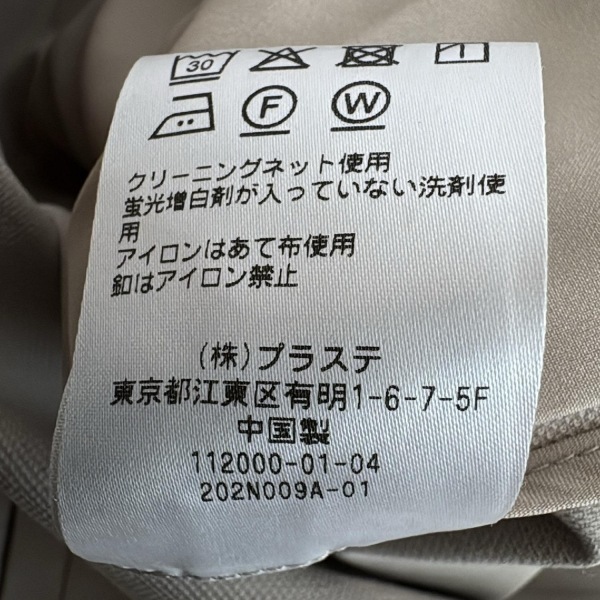 30
F W
クリーニングネット使用
蛍光増白剤が入っていない洗剤使
用
アイロンはあて布使用
釦はアイロン禁止
(株)プラステ
東京都江東区有明1-6-7-5F
中国製
112000-01-04
202N009A-01